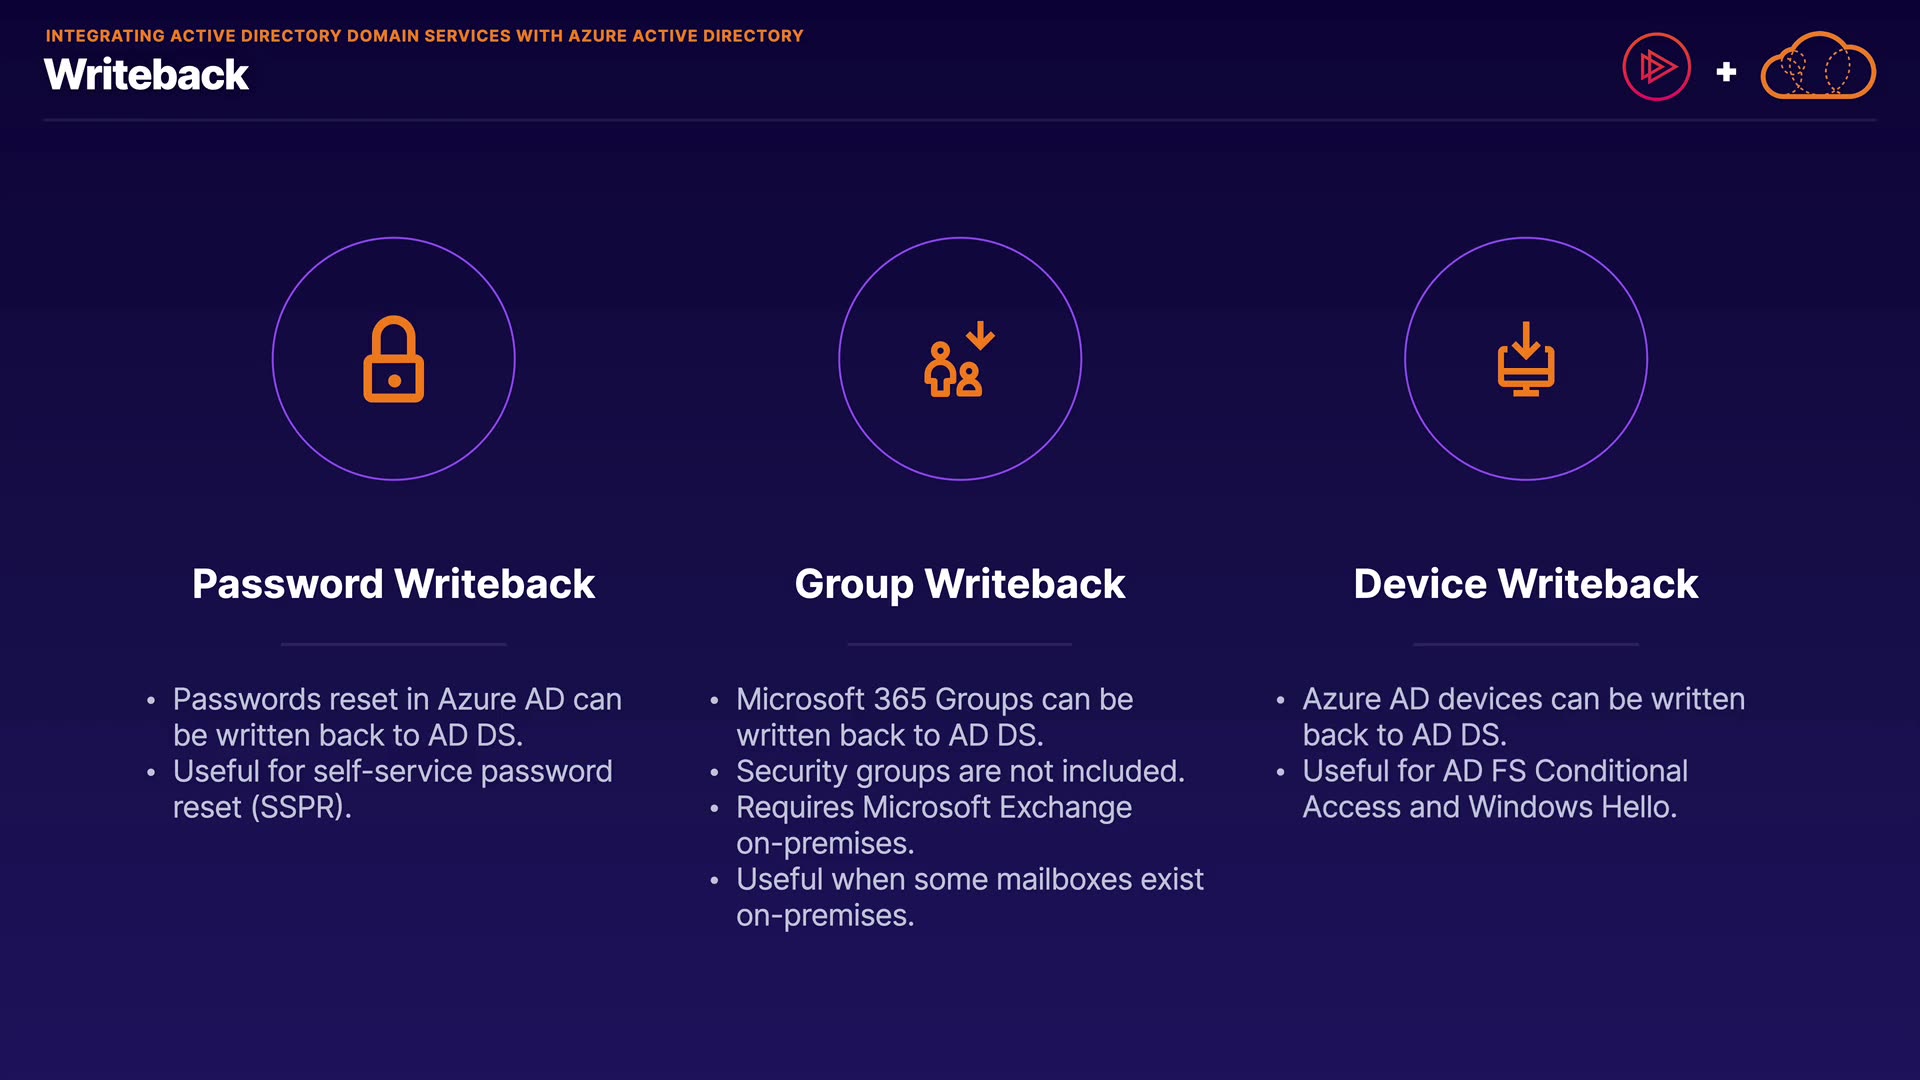 INTEGRATING ACTIVE DIRECTORY DOMAIN SERVICES WITH AZURE ACTIVE DIRECTORY
Writeback
Password Writeback
• Passwords reset in Azure AD can
be written back to AD DS.
• Useful for self-service password
reset (SSPR).
Group Writeback
• Microsoft 365 Groups can be
written back to AD DS.
• Security groups are not included.
• Requires Microsoft Exchange
on-premises.
• Useful when some mailboxes exist
on-premises.
Device Writeback
• Azure AD devices can be written
back to AD DS.
• Useful for AD FS Conditional
Access and Windows Hello.